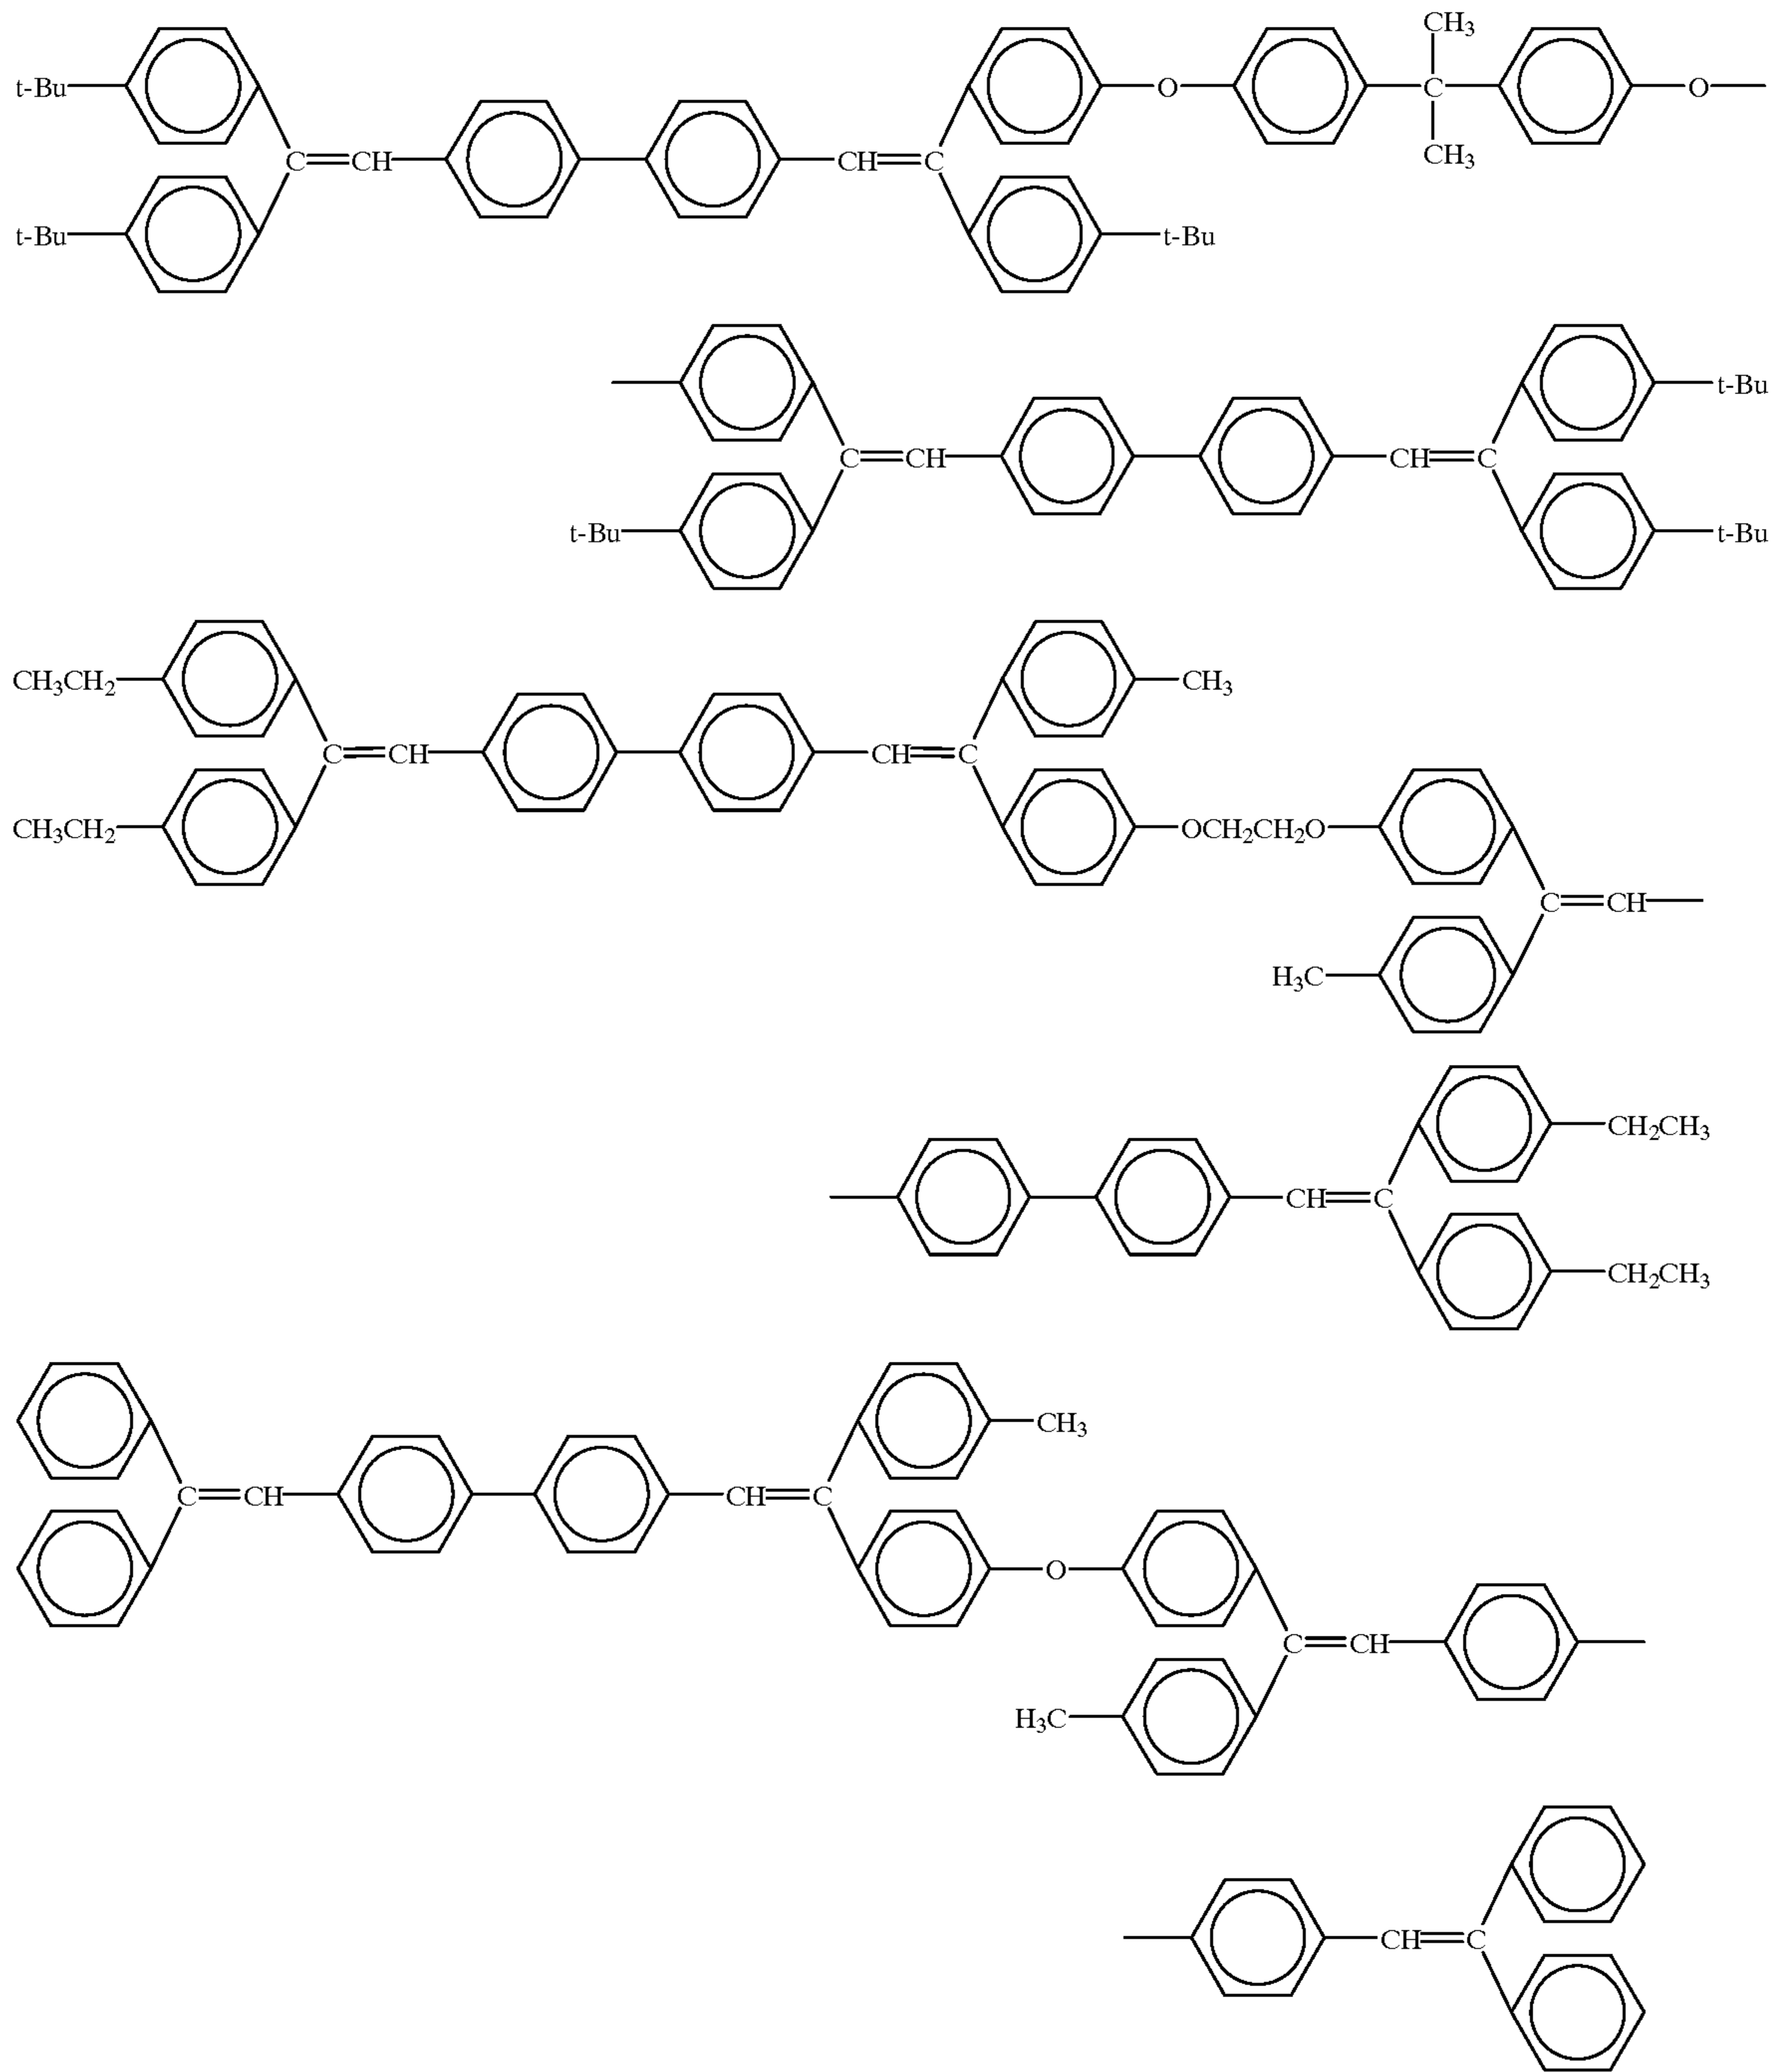 CH₃
t-Bu O C O
C CH CH C
CH₃
t-Bu t-Bu
t-Bu
C CH CH C
t-Bu t-Bu
CH₃CH₂ CH₃
C CH CH C
CH₃CH₂ OCH₂CH₂O
C CH
H₃C
CH₂CH₃
CH C
CH₂CH₃
CH₃
C CH CH C
O
C CH
H₃C
CH C